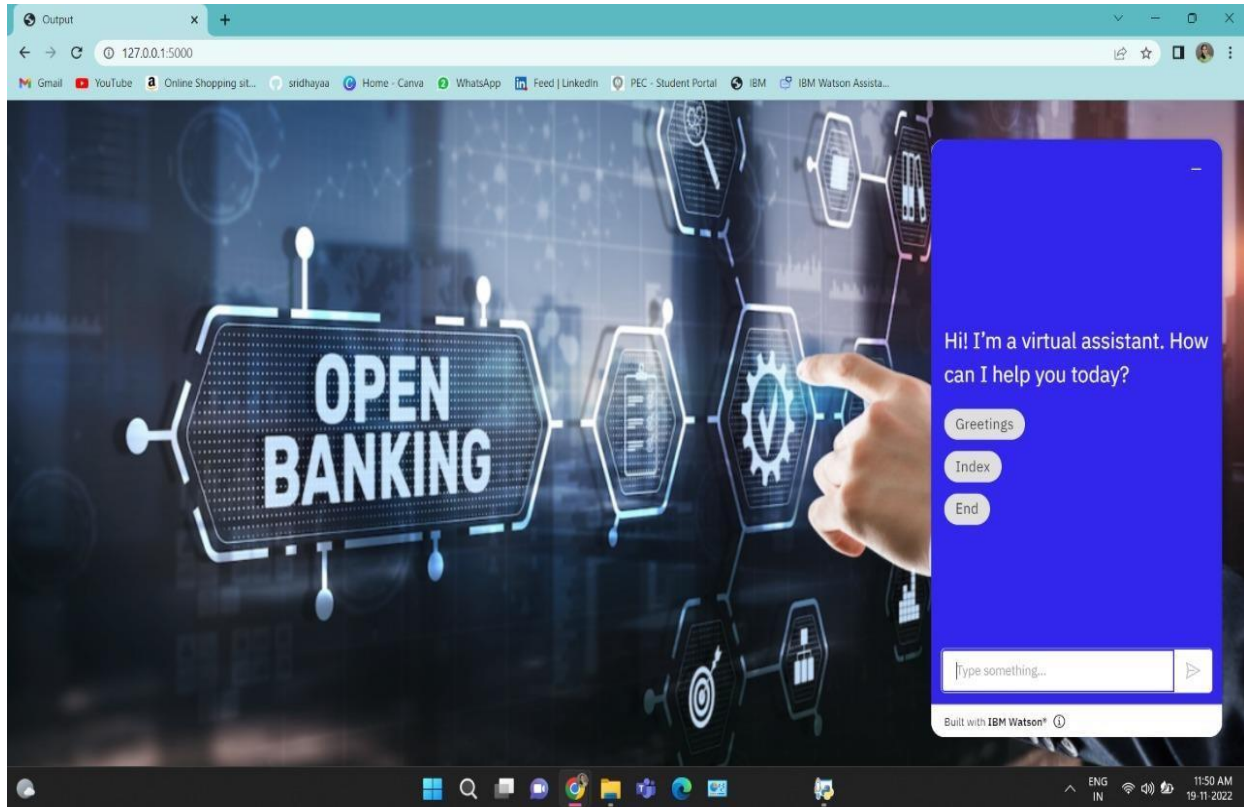 Output
127.0.0.1:5000
Gmail YouTube Online Shopping sit... sridhayaa Home - Canva WhatsApp Feed | LinkedIn PEC - Student Portal IBM IBM Watson Assista...
OPEN
BANKING
Hi! I'm a virtual assistant. How
can I help you today?
Greetings
Index
End
Type something...
Built with IBM Watson®
ENG
IN
11:50 AM
19-11-2022